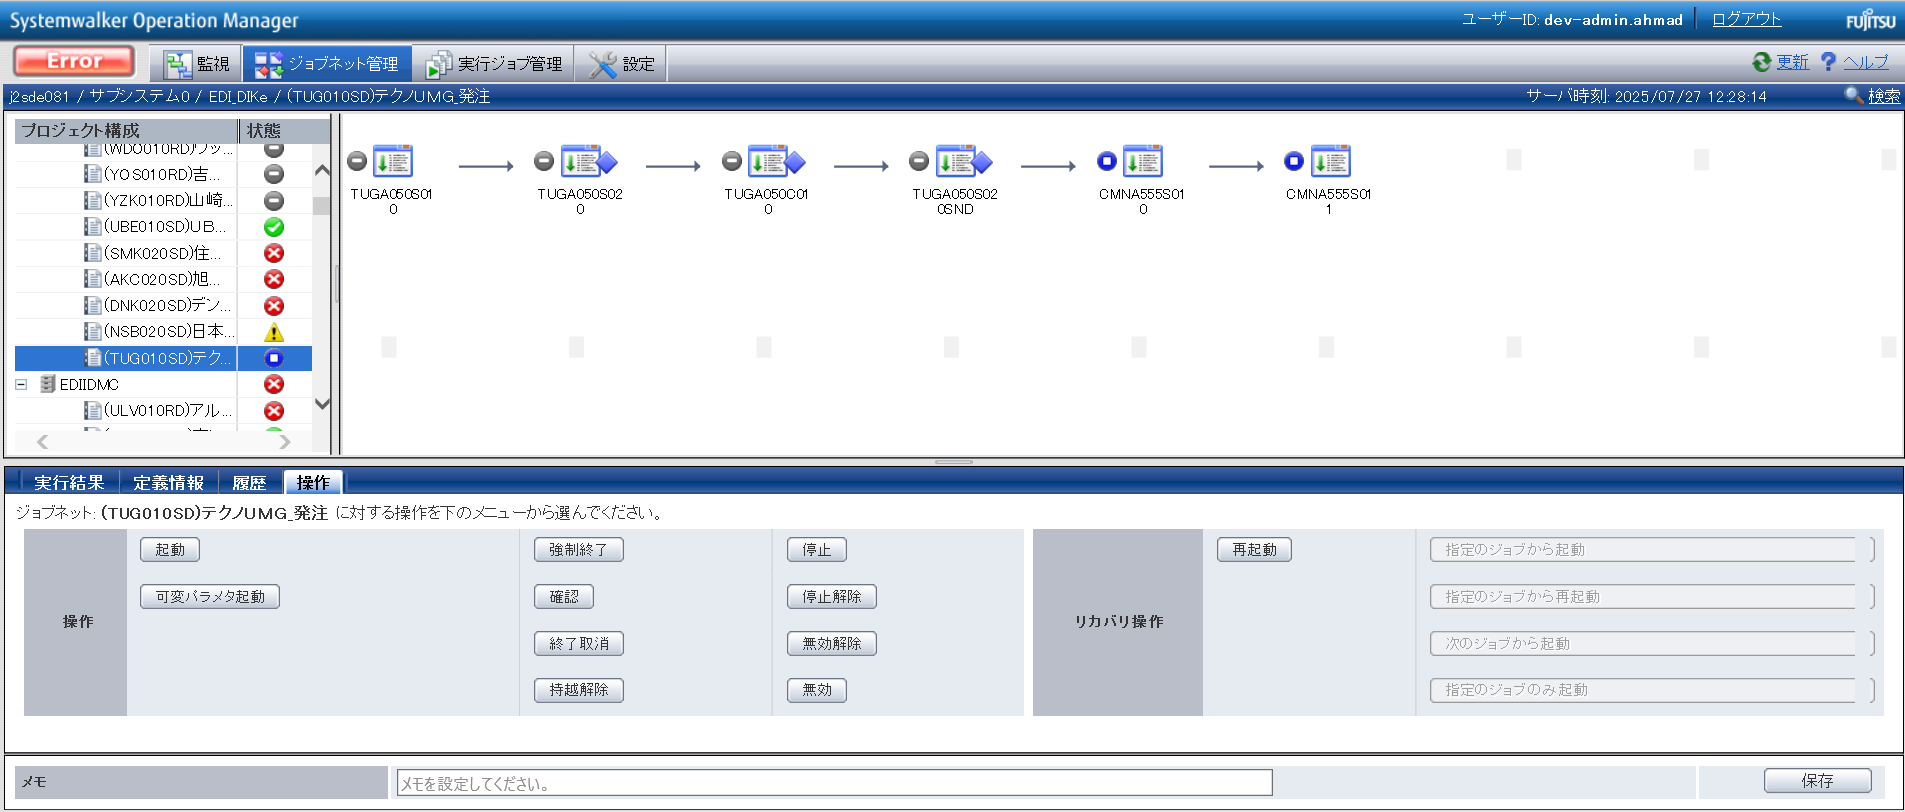 Systemwalker Operation Manager
ユーザーID: dev-admin.ahmad
ログアウト
FUJITSU
Error
監視
ジョブネット管理
実行ジョブ管理
設定
更新
ヘルプ
j2sde081 / サブシステム0 / EDI_DIKe / (TUG010SD)テクノUMG_発注
サーバ時刻: 2025/07/27 12:28:14
検索
プロジェクト構成
状態
(WDO010RD)ワッ...
(YOS010RD)吉...
(YZK010RD)山崎...
(UBE010SD)UB...
(SMK020SD)住...
(AKC020SD)旭...
(DNK020SD)デン...
(NSB020SD)日本...
(TUG010SD)テク...
EDIIDMC
(ULV010RD)アル...
TUGA050S01
0
TUGA050S02
0
TUGA050C01
0
TUGA050S02
0SND
CMNA555S01
0
CMNA555S01
1
実行結果
定義情報
履歴
操作
ジョブネット: (TUG010SD)テクノUMG_発注 に対する操作を下のメニューから選んでください。
操作
起動
可変パラメタ起動
強制終了
確認
終了取消
持越解除
停止
停止解除
無効解除
無効
リカバリ操作
再起動
指定のジョブから起動
指定のジョブから再起動
次のジョブから起動
指定のジョブのみ起動
メモ
メモを設定してください。
保存